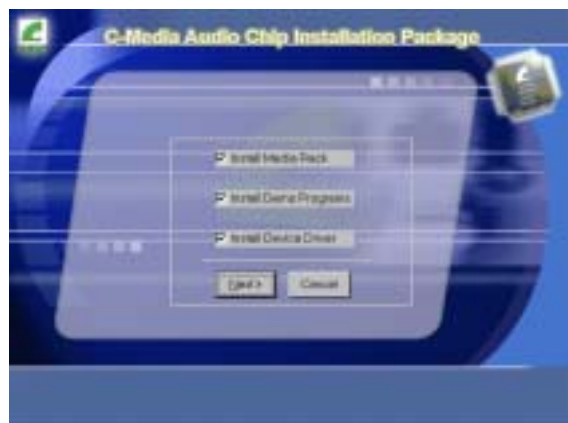 C-Media Audio Chip Installation Package
Install Media Rack
Install Demo Programs
Install Device Driver
Next >
Cancel